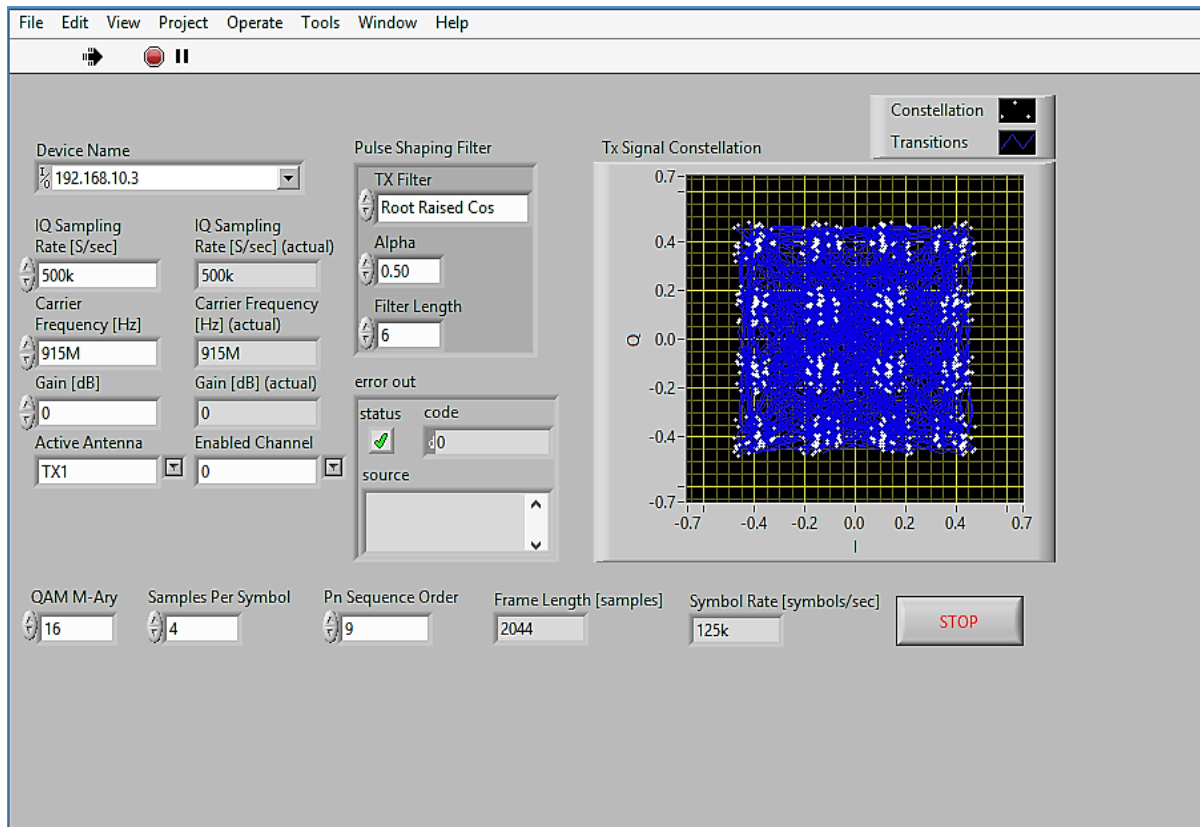 File Edit View Project Operate Tools Window Help
Device Name
192.168.10.3
IQ Sampling
Rate [S/sec]
500k
IQ Sampling
Rate [S/sec] (actual)
500k
Carrier
Frequency [Hz]
915M
Carrier Frequency
[Hz] (actual)
915M
Gain [dB]
0
Gain [dB] (actual)
0
Active Antenna
TX1
Enabled Channel
0
Pulse Shaping Filter
TX Filter
Root Raised Cos
Alpha
0.50
Filter Length
6
error out
status
code
d0
source
Constellation
Transitions
Tx Signal Constellation
0.7
0.4
0.2
0.0
-0.2
-0.4
-0.7
Q
-0.7 -0.4 -0.2 0.0 0.2 0.4 0.7
I
QAM M-Ary
16
Samples Per Symbol
4
Pn Sequence Order
9
Frame Length [samples]
2044
Symbol Rate [symbols/sec]
125k
STOP